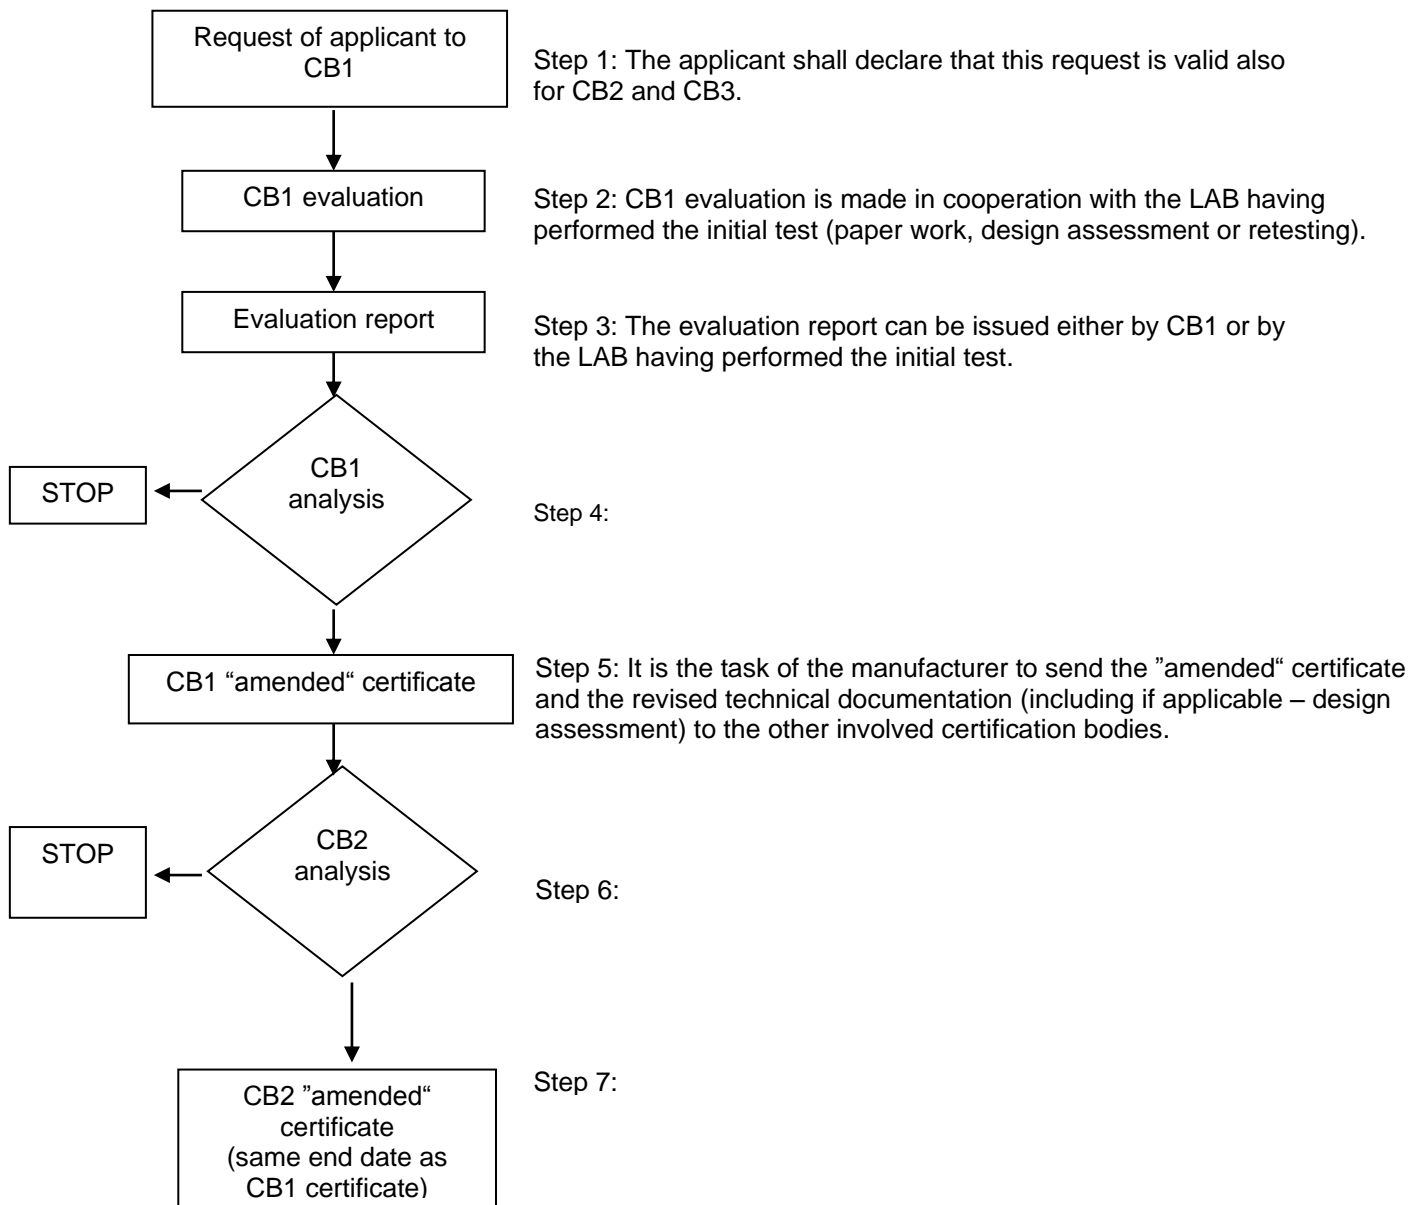 Request of applicant to
CB1
Step 1: The applicant shall declare that this request is valid also
for CB2 and CB3.
CB1 evaluation
Step 2: CB1 evaluation is made in cooperation with the LAB having
performed the initial test (paper work, design assessment or retesting).
Evaluation report
Step 3: The evaluation report can be issued either by CB1 or by
the LAB having performed the initial test.
CB1
analysis
STOP
Step 4:
CB1 “amended“ certificate
Step 5: It is the task of the manufacturer to send the ”amended“ certificate
and the revised technical documentation (including if applicable – design
assessment) to the other involved certification bodies.
CB2
analysis
STOP
Step 6:
Step 7:
CB2 ”amended“
certificate
(same end date as
CB1 certificate)